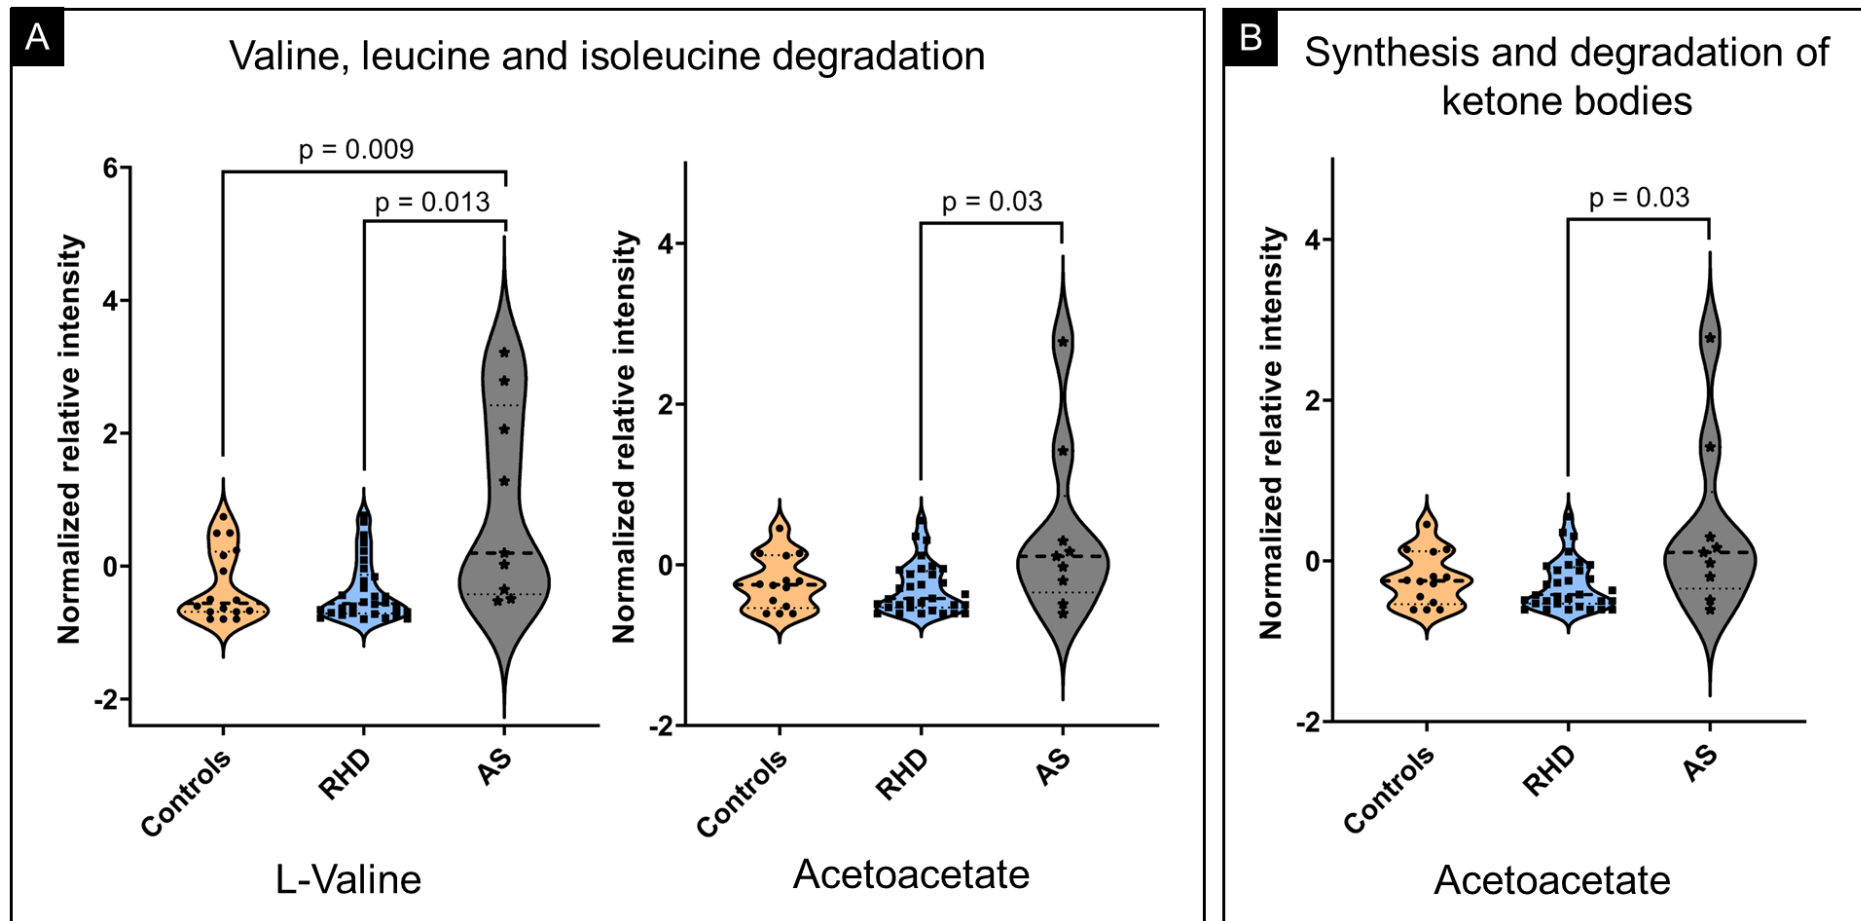 A
Valine, leucine and isoleucine degradation
p = 0.009
p = 0.013
Normalized relative intensity
6
4
2
0
-2
Controls
RHD
AS
L-Valine
p = 0.03
Normalized relative intensity
4
2
0
-2
Controls
RHD
AS
Acetoacetate
B
Synthesis and degradation of
ketone bodies
p = 0.03
Normalized relative intensity
4
2
0
-2
Controls
RHD
AS
Acetoacetate